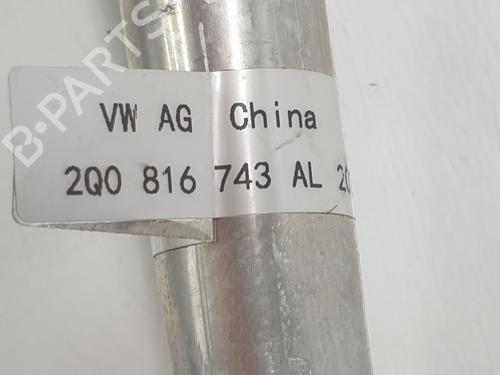 B-PARTS
VW AG China
2Q0 816 743 AL